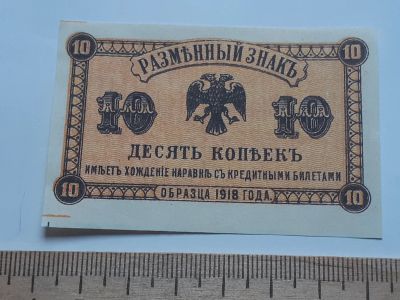 10 10
РАЗМѢННЫЙ ЗНАКЪ
10 10
ДЕСЯТЬ КОПѢЕКЪ
ИМѢЕТЪ ХОЖДЕНІЕ НАРАВНѢ СЪ КРЕДИТНЫМИ БИЛЕТАМИ
10 10
ОБРАЗЦА 1918 ГОДА.